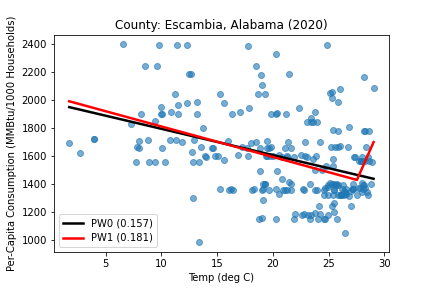 County: Escambia, Alabama (2020)
Per-Capita Consumption (MMBtu/1000 Households)
2400
2200
2000
1800
1600
1400
1200
1000
PW0 (0.157)
PW1 (0.181)
5
10
15
20
25
30
Temp (deg C)